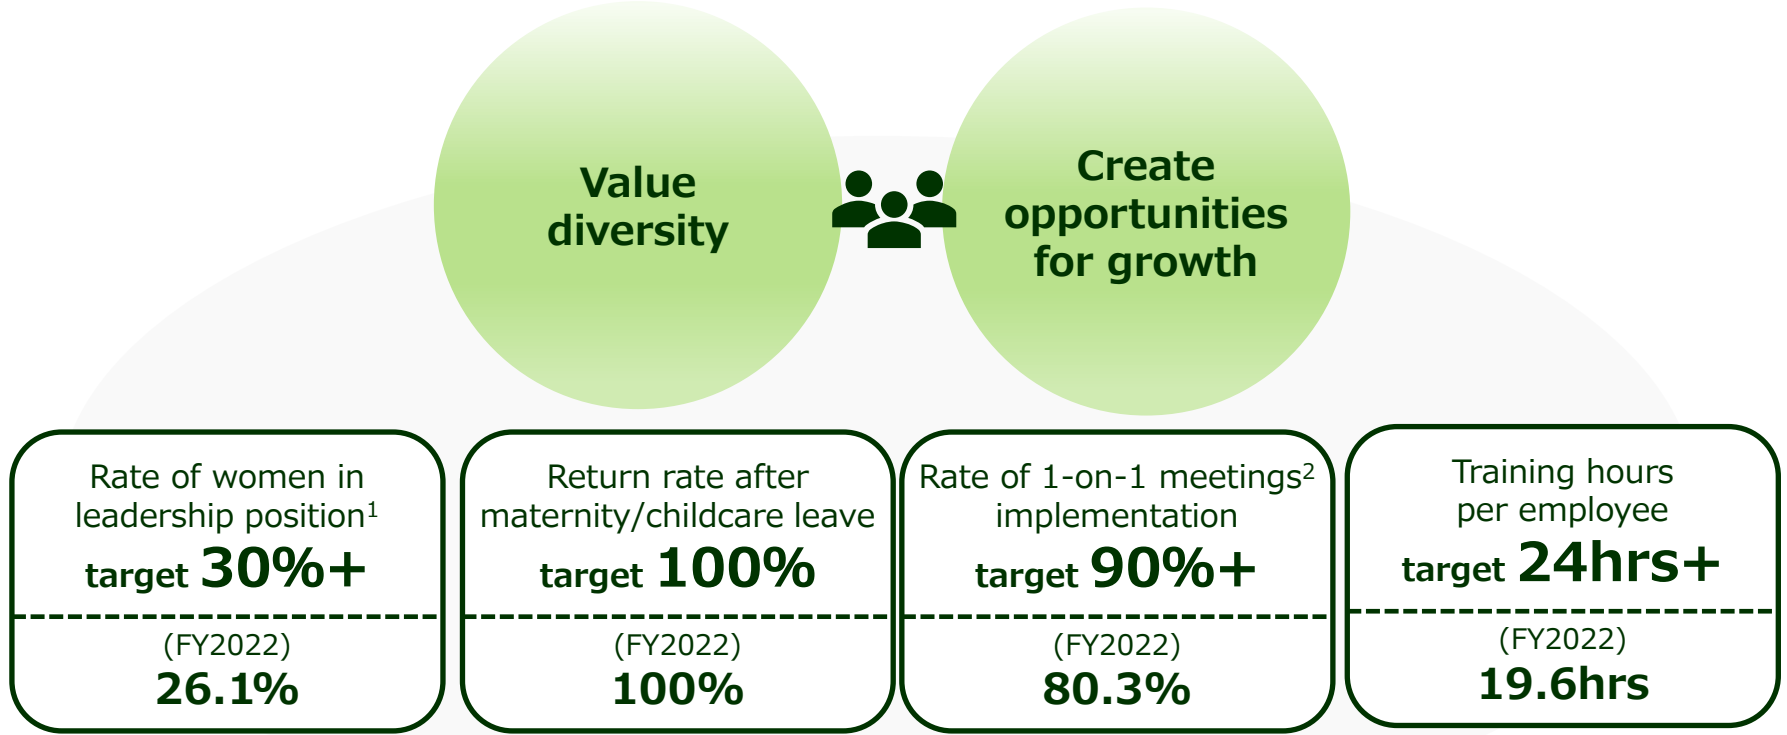 Value
diversity
Create
opportunities
for growth
Rate of women in
leadership position¹
target 30%+
(FY2022)
26.1%
Return rate after
maternity/childcare leave
target 100%
(FY2022)
100%
Rate of 1-on-1 meetings²
implementation
target 90%+
(FY2022)
80.3%
Training hours
per employee
target 24hrs+
(FY2022)
19.6hrs